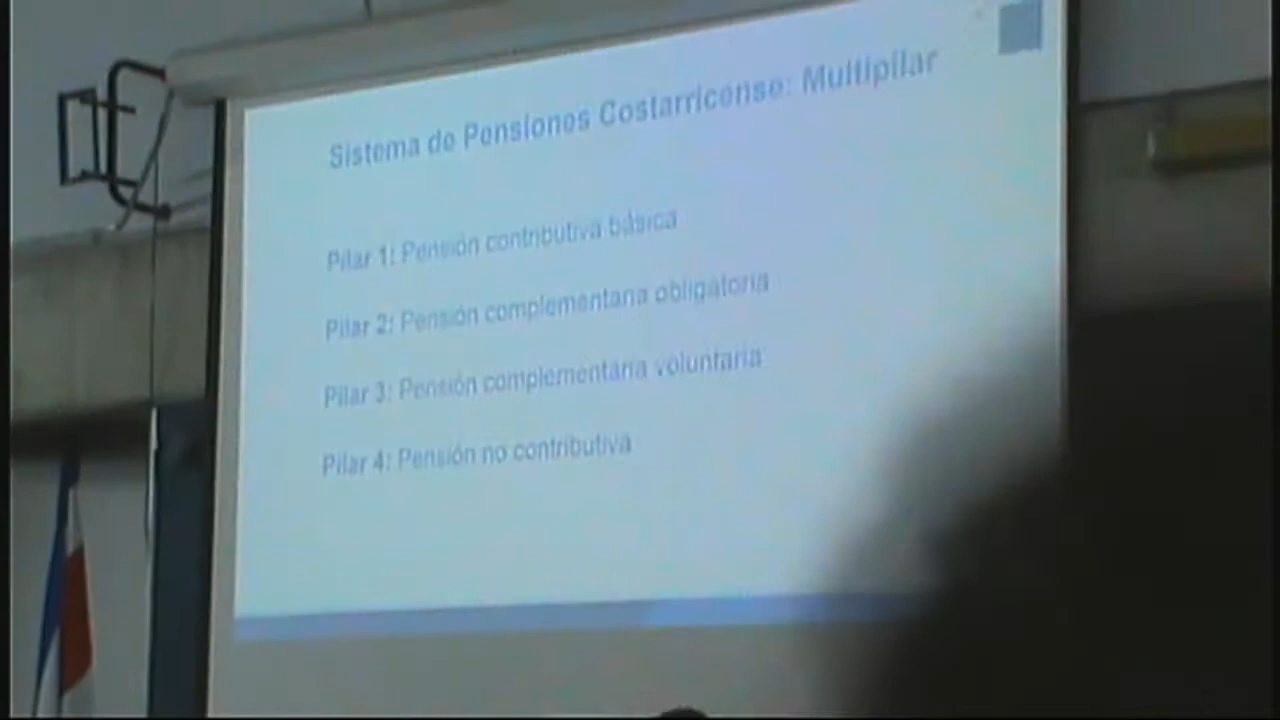 Sistema de Pensiones Costarricense: Multipilar
Pilar 1: Pensión contributiva básica
Pilar 2: Pensión complementaria obligatoria
Pilar 3: Pensión complementaria voluntaria
Pilar 4: Pensión no contributiva